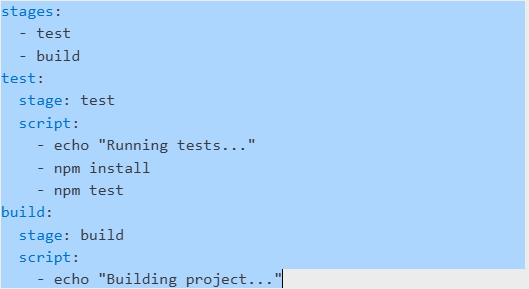 stages:
  - test
  - build
test:
  stage: test
  script:
    - echo "Running tests..."
    - npm install
    - npm test
build:
  stage: build
  script:
    - echo "Building project..."